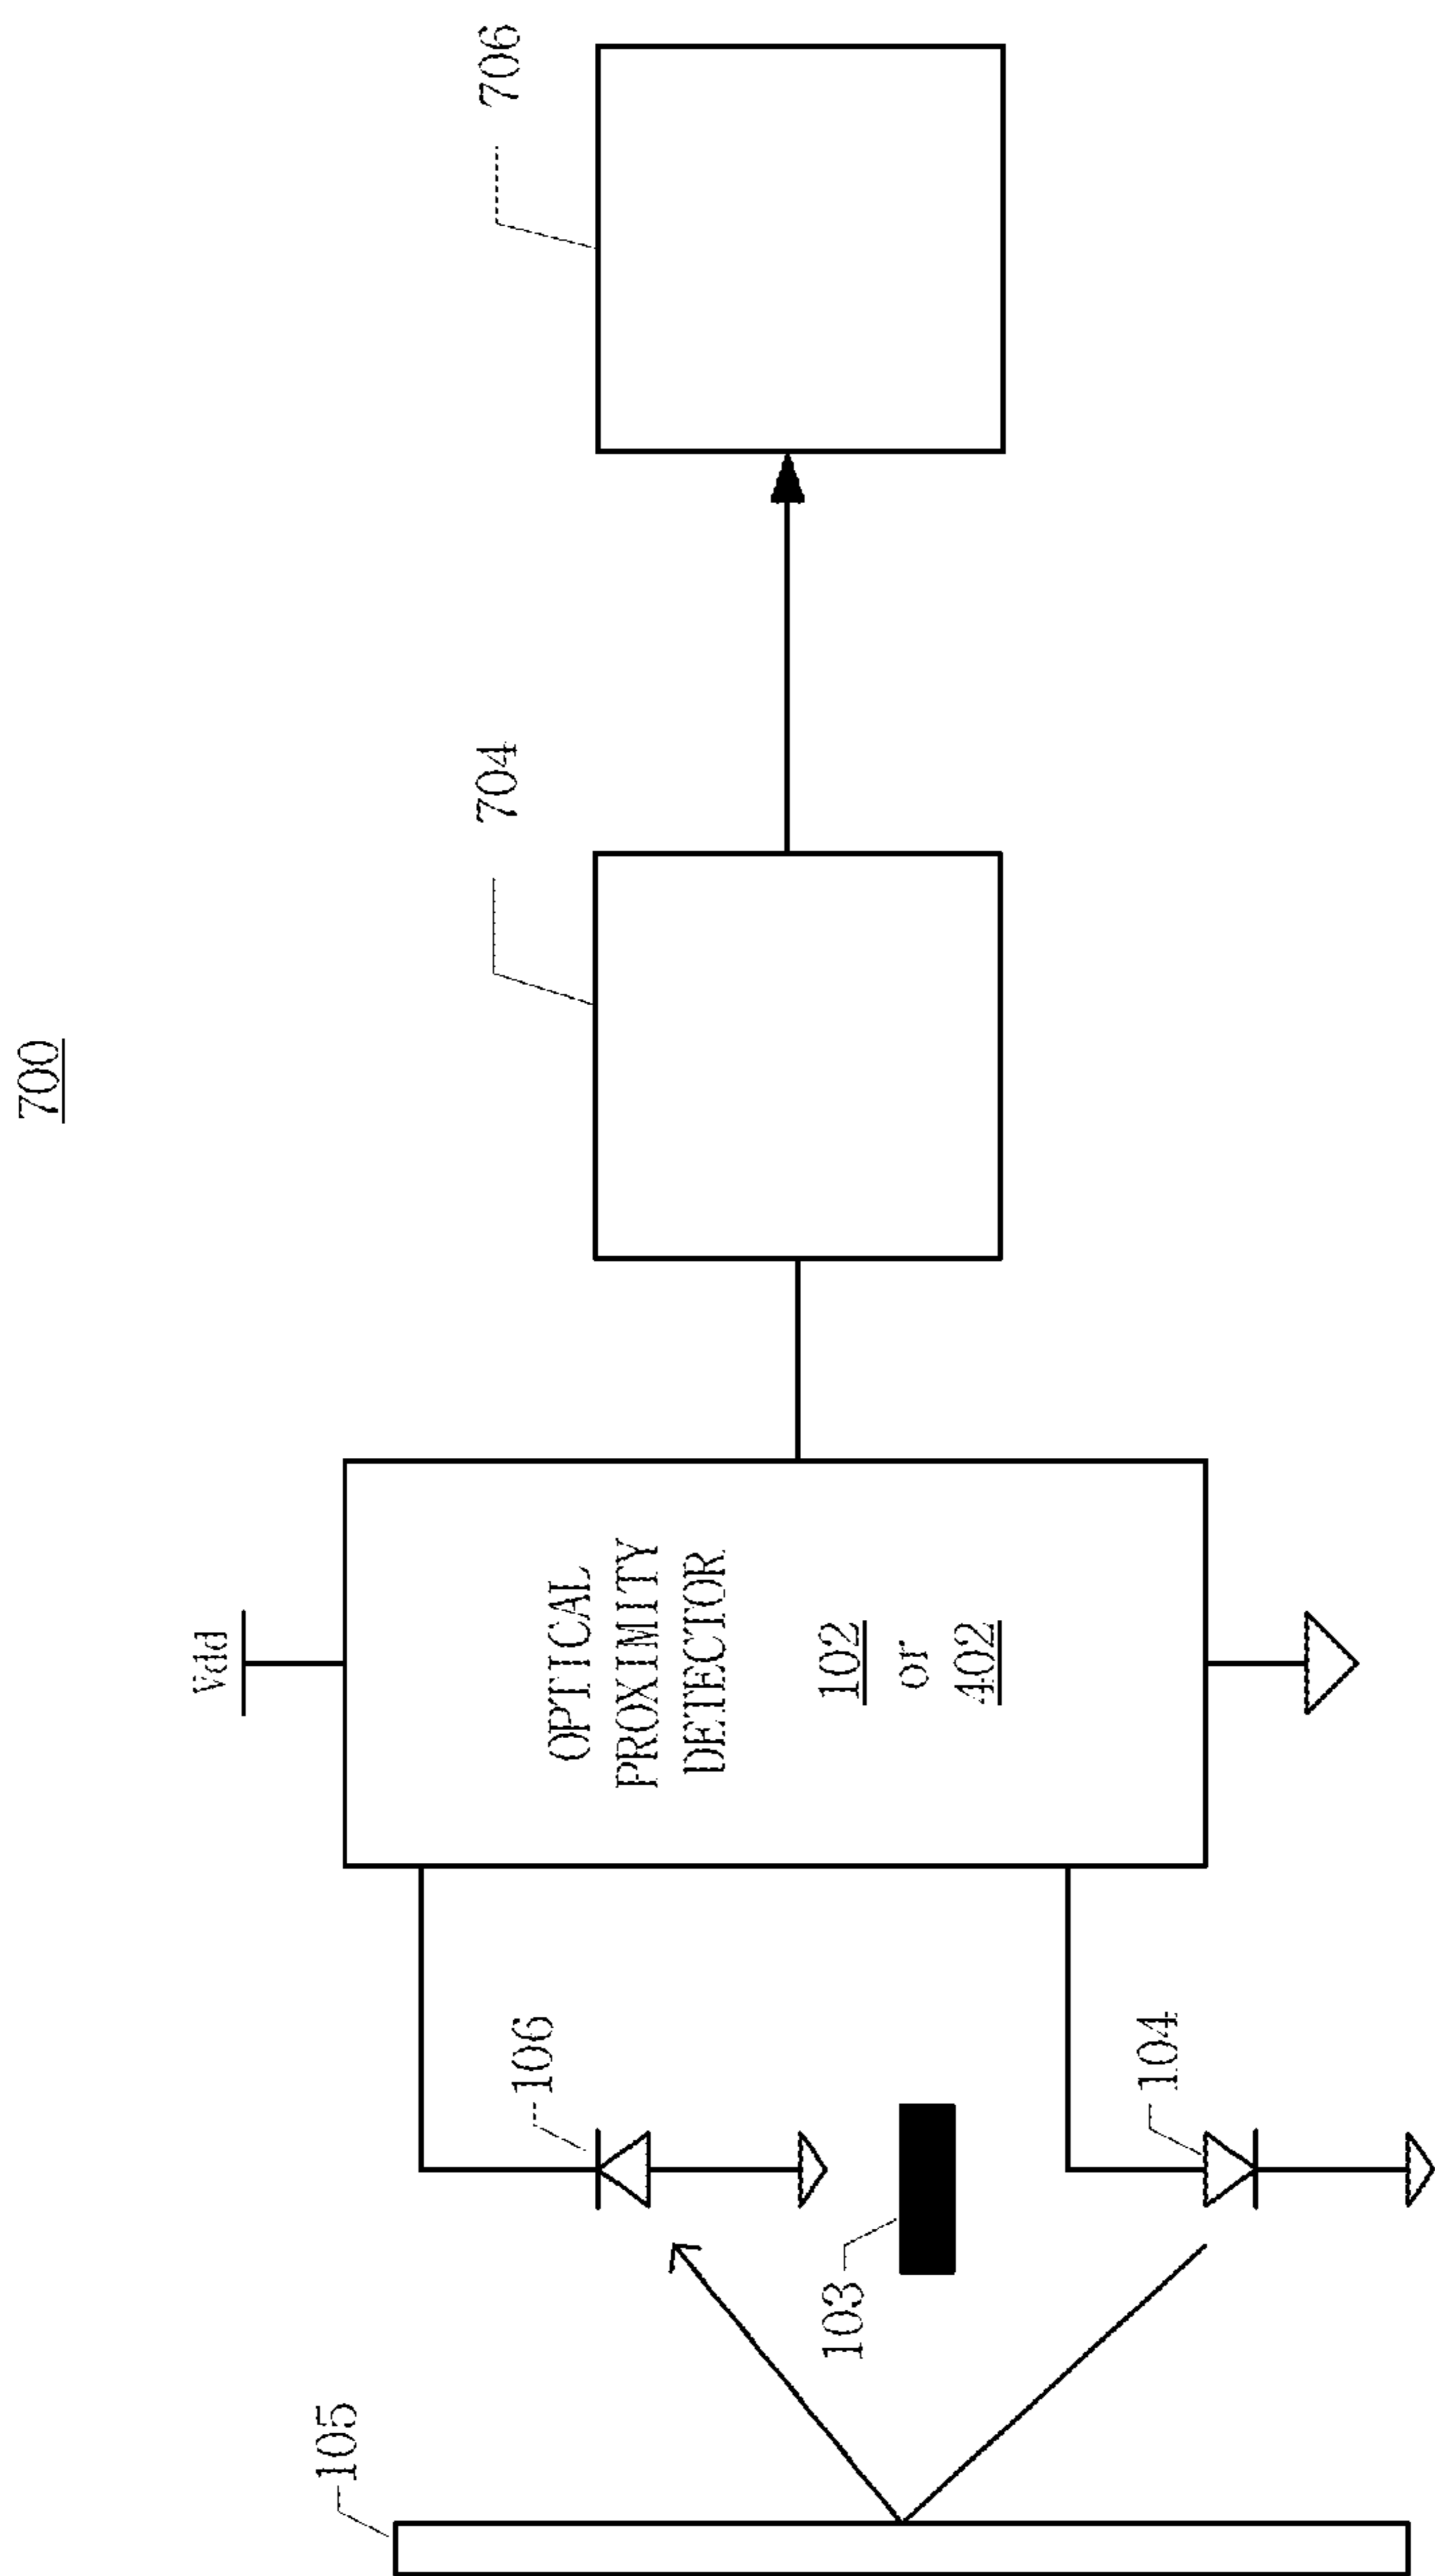 700
Vdd
105
106
OPTICAL
PROXIMITY
DETECTOR
704
706
103
102
or
402
104